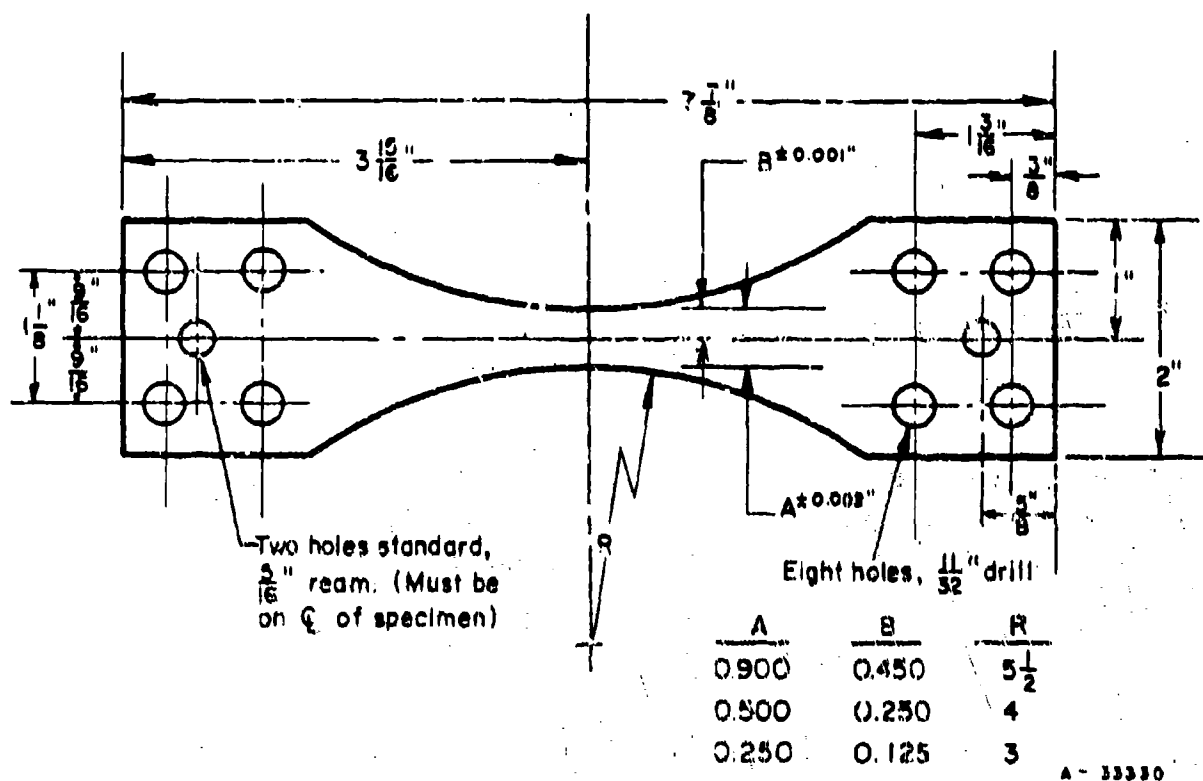 7 7/8"
3 15/16"
B±0.001"
1 3/16"
3/8"
1"
2"
1 1/8"
9/16"
9/16"
A±0.002"
5/8"
R
Two holes standard,
5/16" ream. (Must be
on ℄ of specimen)
Eight holes, 11/32" drill
A B R
0.900 0.450 5 1/2
0.500 0.250 4
0.250 0.125 3
A - 33330